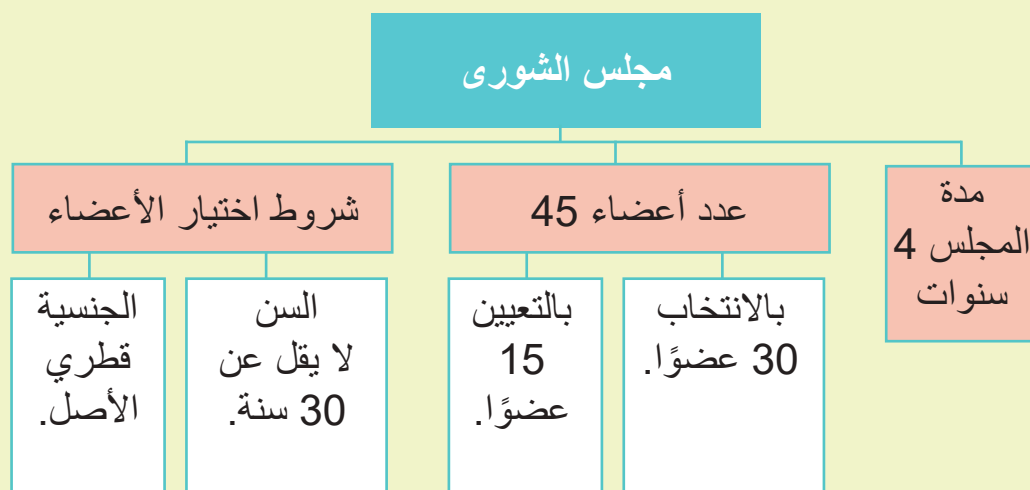 مجلس الشورى
مدة
المجلس 4
سنوات
عدد أعضاء 45
شروط اختيار الأعضاء
بالانتخاب
30 عضوًا.
بالتعيين
15
عضوًا.
السن
لا يقل عن
30 سنة.
الجنسية
قطري
الأصل.